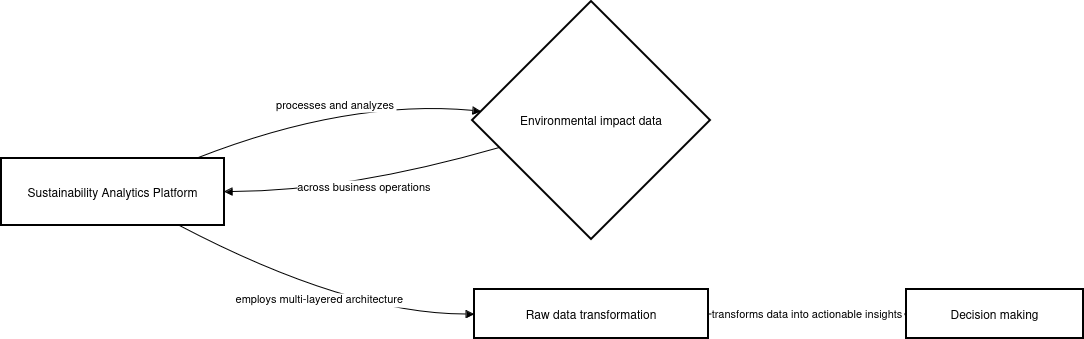 processes and analyzes
Environmental impact data
Sustainability Analytics Platform
across business operations
employs multi-layered architecture
Raw data transformation
transforms data into actionable insights
Decision making